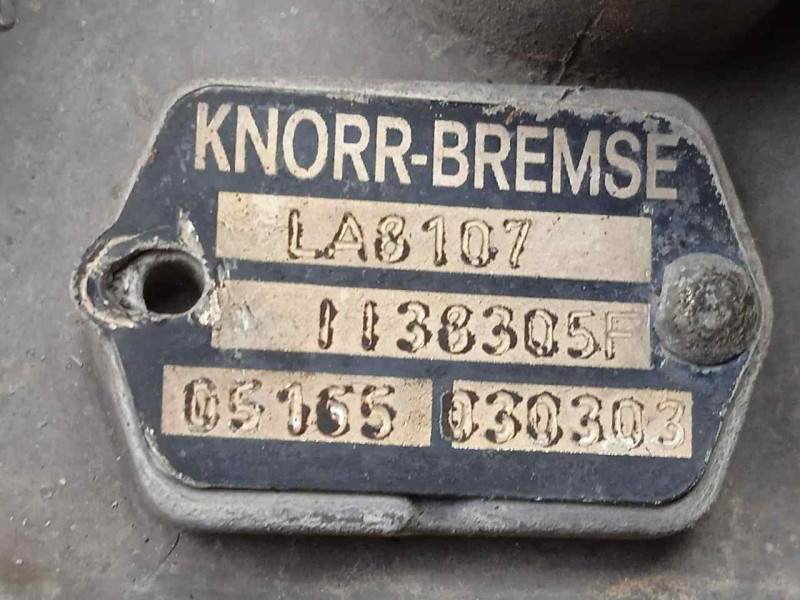 KNORR-BREMSE
LA8107
II38305F
05165 030303